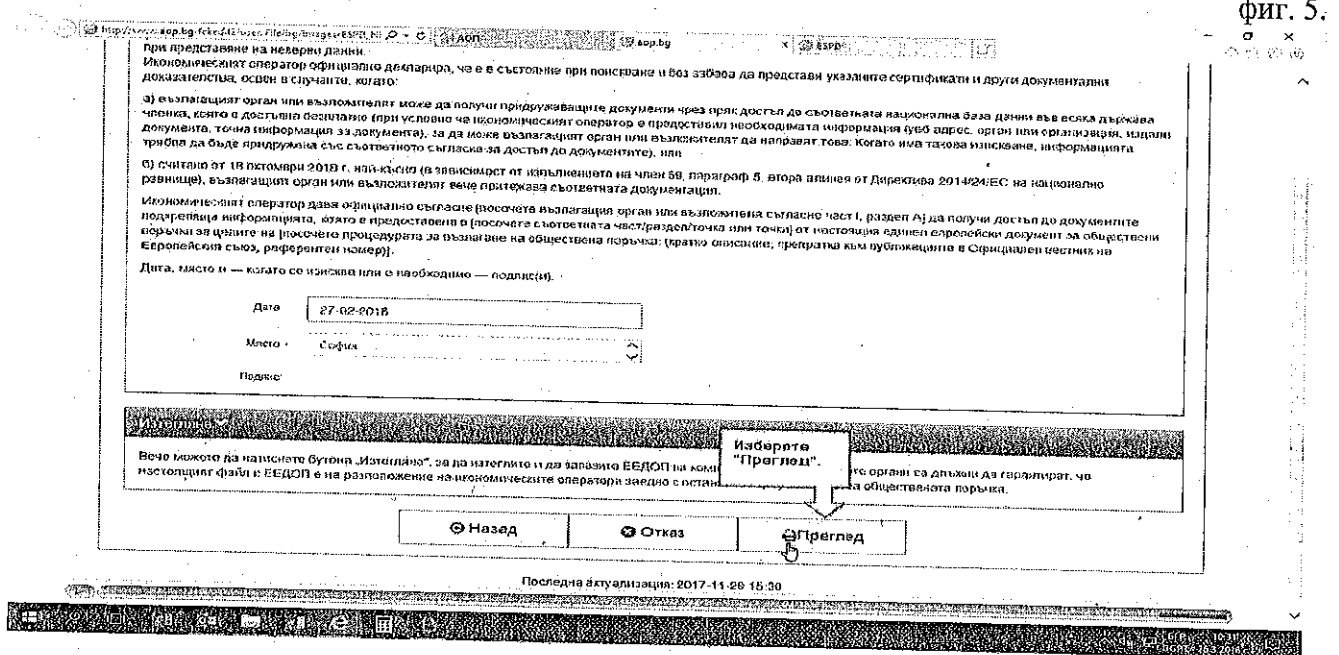 фиг. 5.
АОП
aop.bg
x
ESPD
при представяне на неверни данни.
Икономическият оператор официално декларира, че е в състояние при поискване и без забава да представи указаните сертификати и други документални
доказателства, освен в случаите, когато:
а) възлагащият орган или възложителят може да получи придружаващите документи чрез пряк достъп до съответната национална база данни във всяка държава
членка, която е достъпна безплатно (при условие че икономическият оператор е предоставил необходимата информация (уеб адрес, орган или организация, издали
документа, точна информация за документа), за да може възлагащият орган или възложителят да направят това. Когато има такова изискване, информацията
трябва да бъде придружена със съответното съгласие за достъп до документите), или
б) считано от 18 октомври 2018 г. най-късно (в зависимост от изпълнението на член 59, параграф 5, втора алинея от Директива 2014/24/ЕС на национално
равнище), възлагащият орган или възложителят вече притежава съответната документация.
Икономическият оператор дава официално съгласие [посочете възлагащия орган или възложителя съгласно част I, раздел А] да получи достъп до документите
подкрепящи информацията, която е предоставена в [посочете съответната част/раздел/точка или точки] от настоящия единен европейски документ за обществени
поръчки за целите на [посочете процедурата за възлагане на обществена поръчка: (кратко описание, препратка към публикацията в Официален вестник на
Европейския съюз, референтен номер)].
Дата, място и — когато се изисква или е необходимо — подпис(и).
Дата
27-02-2018
Място
София
Подпис
Изтегляне
Изберете
"Преглед".
Вече можете да натиснете бутона „Изтегляне", за да изтеглите и да запазите ЕЕДОП на ком
органи са длъжни да гарантират, че
настоящият файл с ЕЕДОП е на разположение на икономическите оператори заедно с остан
обществената поръчка.
Назад
Отказ
Преглед
Последна актуализация: 2017-11-29 15:30